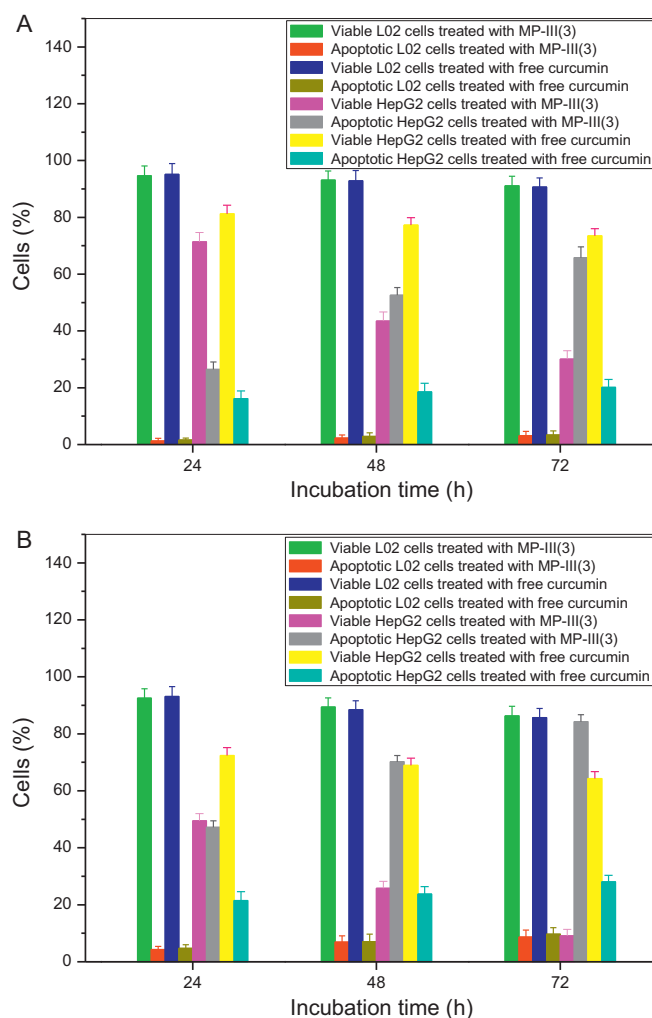 A
Viable L02 cells treated with MP-III(3)
Apoptotic L02 cells treated with MP-III(3)
Viable L02 cells treated with free curcumin
Apoptotic L02 cells treated with free curcumin
Viable HepG2 cells treated with MP-III(3)
Apoptotic HepG2 cells treated with MP-III(3)
Viable HepG2 cells treated with free curcumin
Apoptotic HepG2 cells treated with free curcumin
Cells (%)
140
120
100
80
60
40
20
0
24 48 72
Incubation time (h)
B
Viable L02 cells treated with MP-III(3)
Apoptotic L02 cells treated with MP-III(3)
Viable L02 cells treated with free curcumin
Apoptotic L02 cells treated with free curcumin
Viable HepG2 cells treated with MP-III(3)
Apoptotic HepG2 cells treated with MP-III(3)
Viable HepG2 cells treated with free curcumin
Apoptotic HepG2 cells treated with free curcumin
Cells (%)
140
120
100
80
60
40
20
0
24 48 72
Incubation time (h)